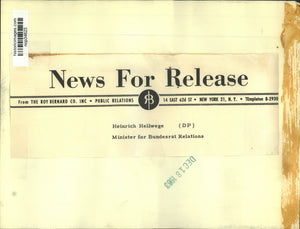 News For Release
From THE ROY BERNARD CO. INC • PUBLIC RELATIONS
RB
14 EAST 62d ST • NEW YORK 21, N. Y. • TEmpleton 8-2930
Heinrich Hellwege (DP)
Minister for Bundesrat Relations